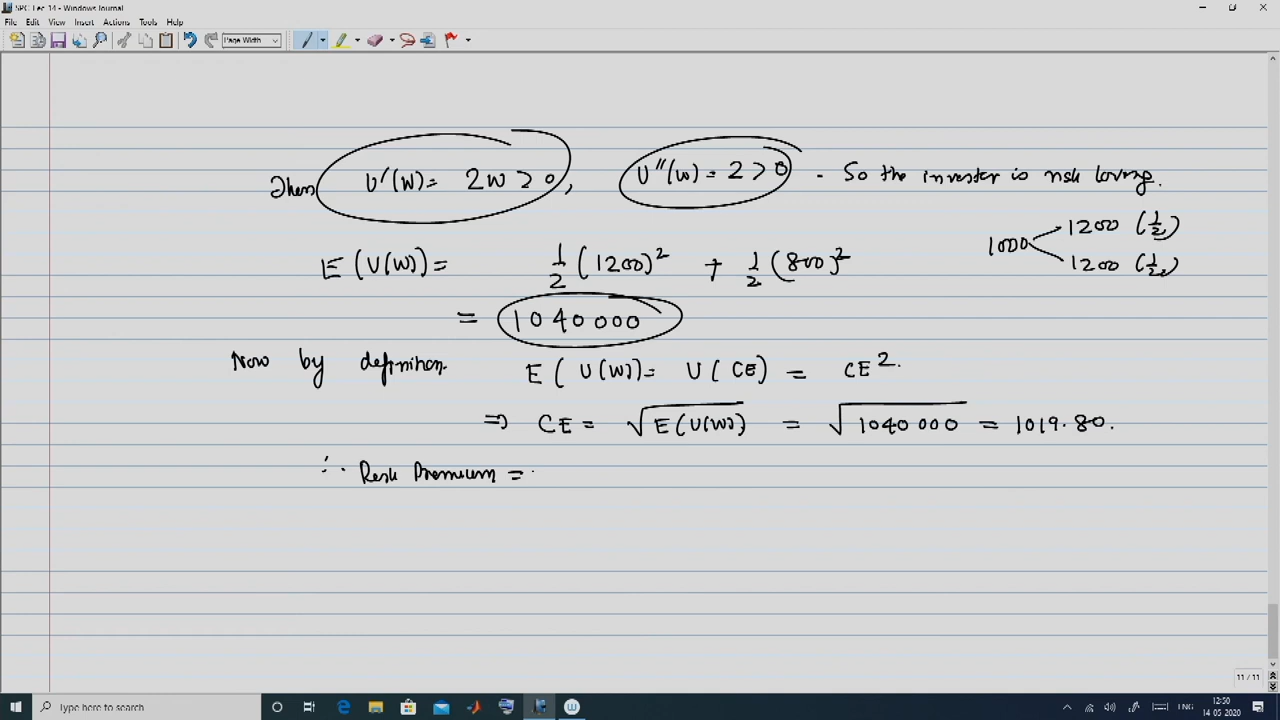 SPC Lec 14 - Windows Journal
File Edit View Insert Actions Tools Help
Page Width
Then U'(W) = 2W > 0, U''(W) = 2 > 0 . So the investor is risk loving.
1000 1200 (1/2)
1200 (1/2)
E(U(W)) = 1/2 (1200)² + 1/2 (800)²
= 1040000
Now by definition E(U(W)) = U(CE) = CE².
⇒ CE = √E(U(W)) = √1040000 = 1019.80.
∴ Risk Premium =
11 / 11
Type here to search
ENG
12:50
14-05-2020